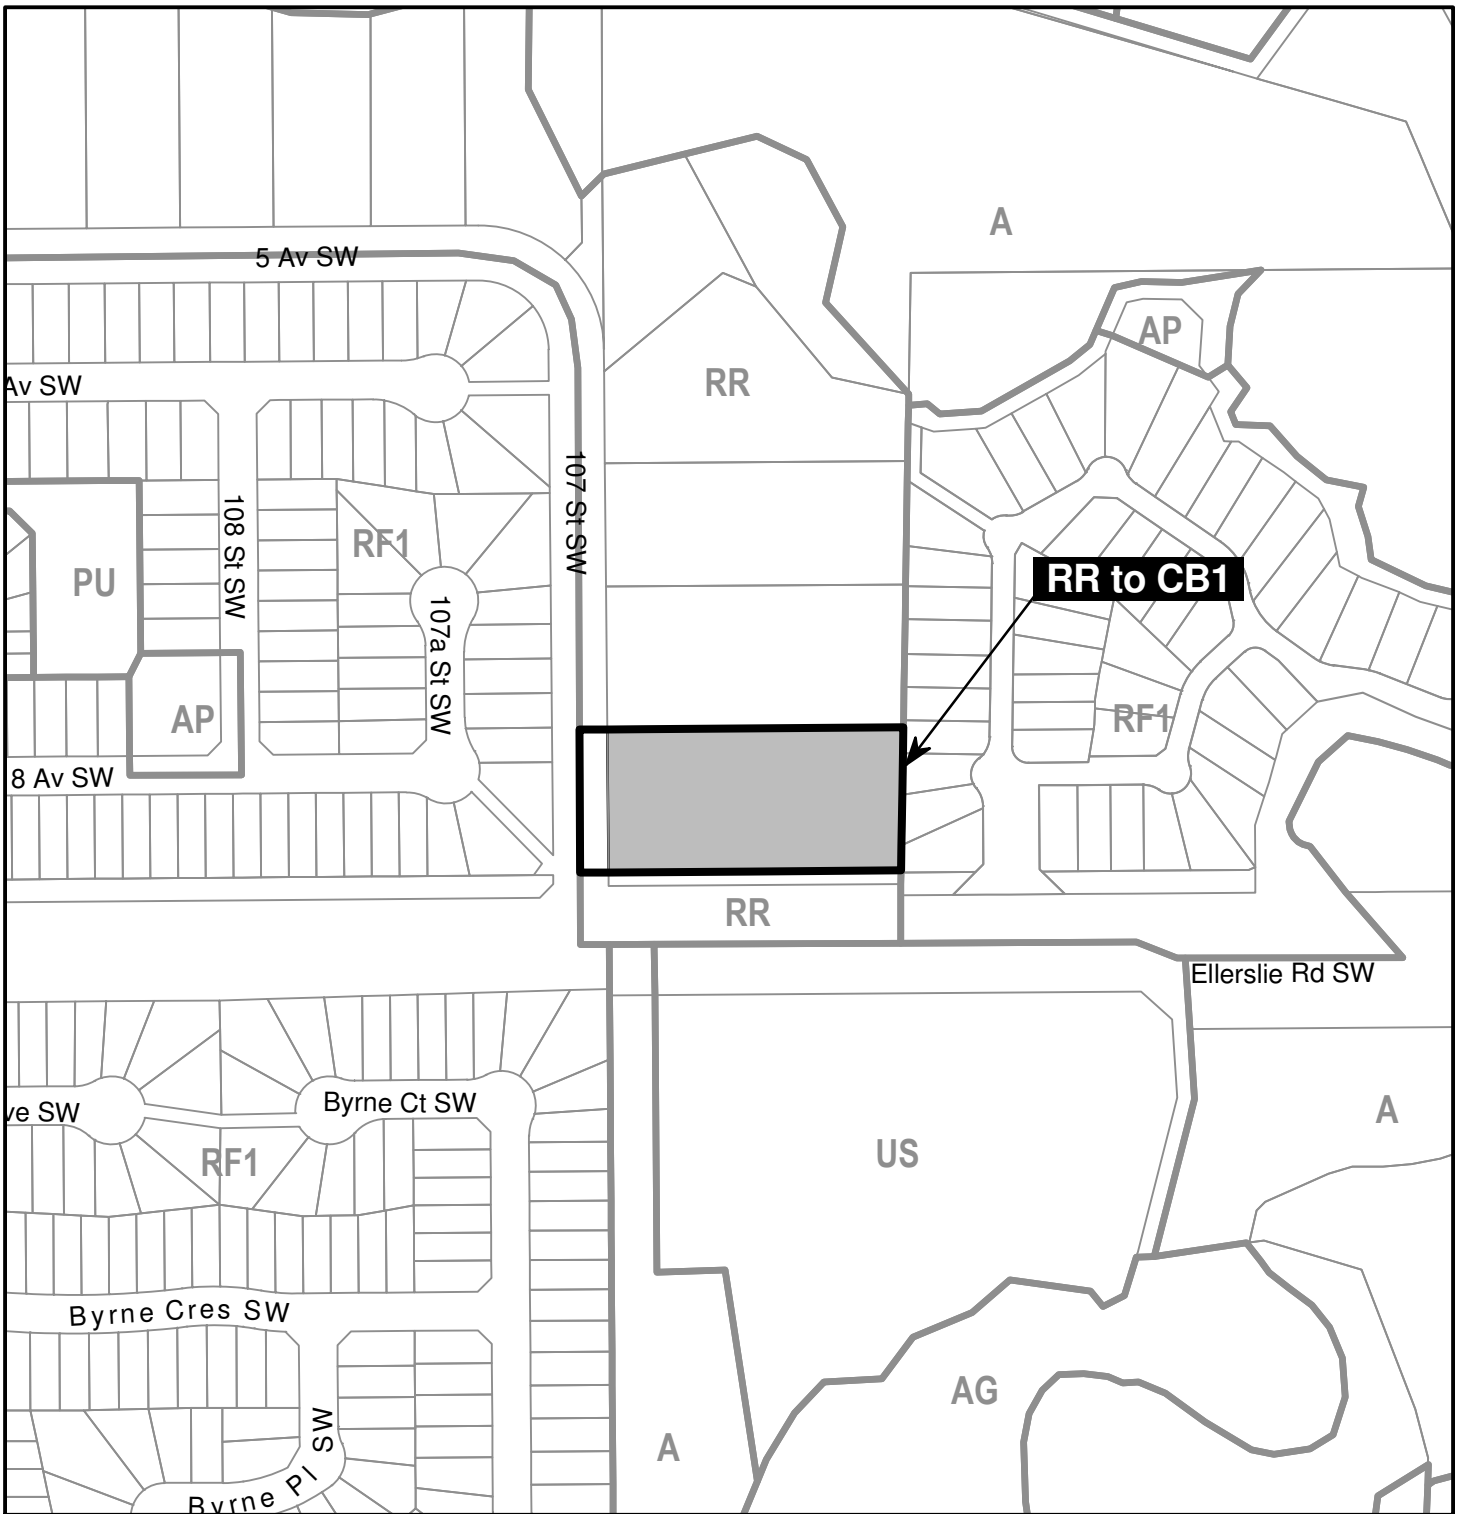 A
5 Av SW
AP
Av SW
RR
107 St SW
108 St SW
RF1
PU
RR to CB1
107a St SW
AP
RF1
8 Av SW
RR
Ellerslie Rd SW
ve SW
Byrne Ct SW
A
RF1
US
Byrne Cres SW
AG
SW
A
Byrne Pl